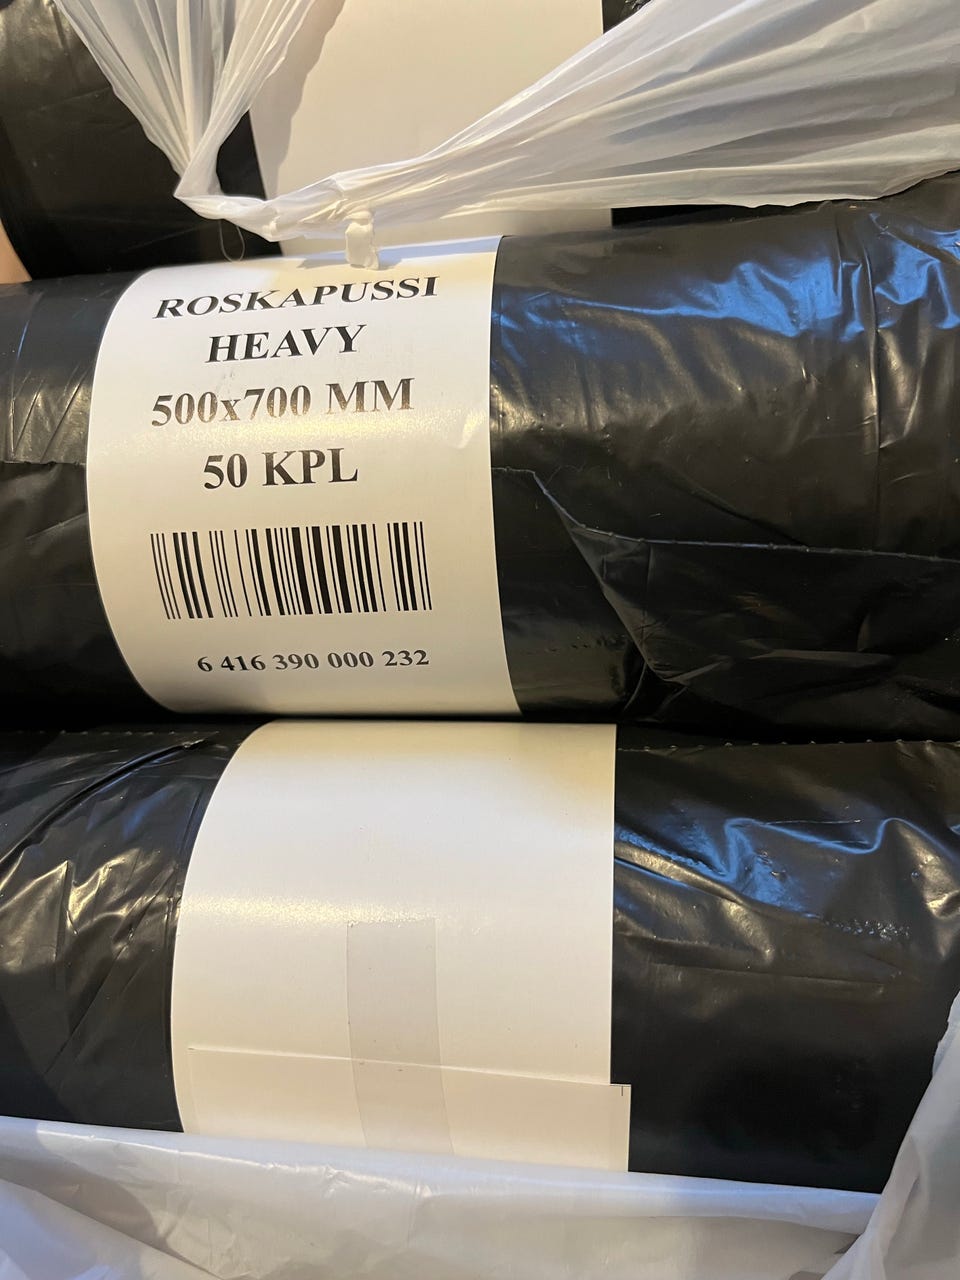 ROSKAPUSSI
HEAVY
500x700 MM
50 KPL
6 416 390 000 232